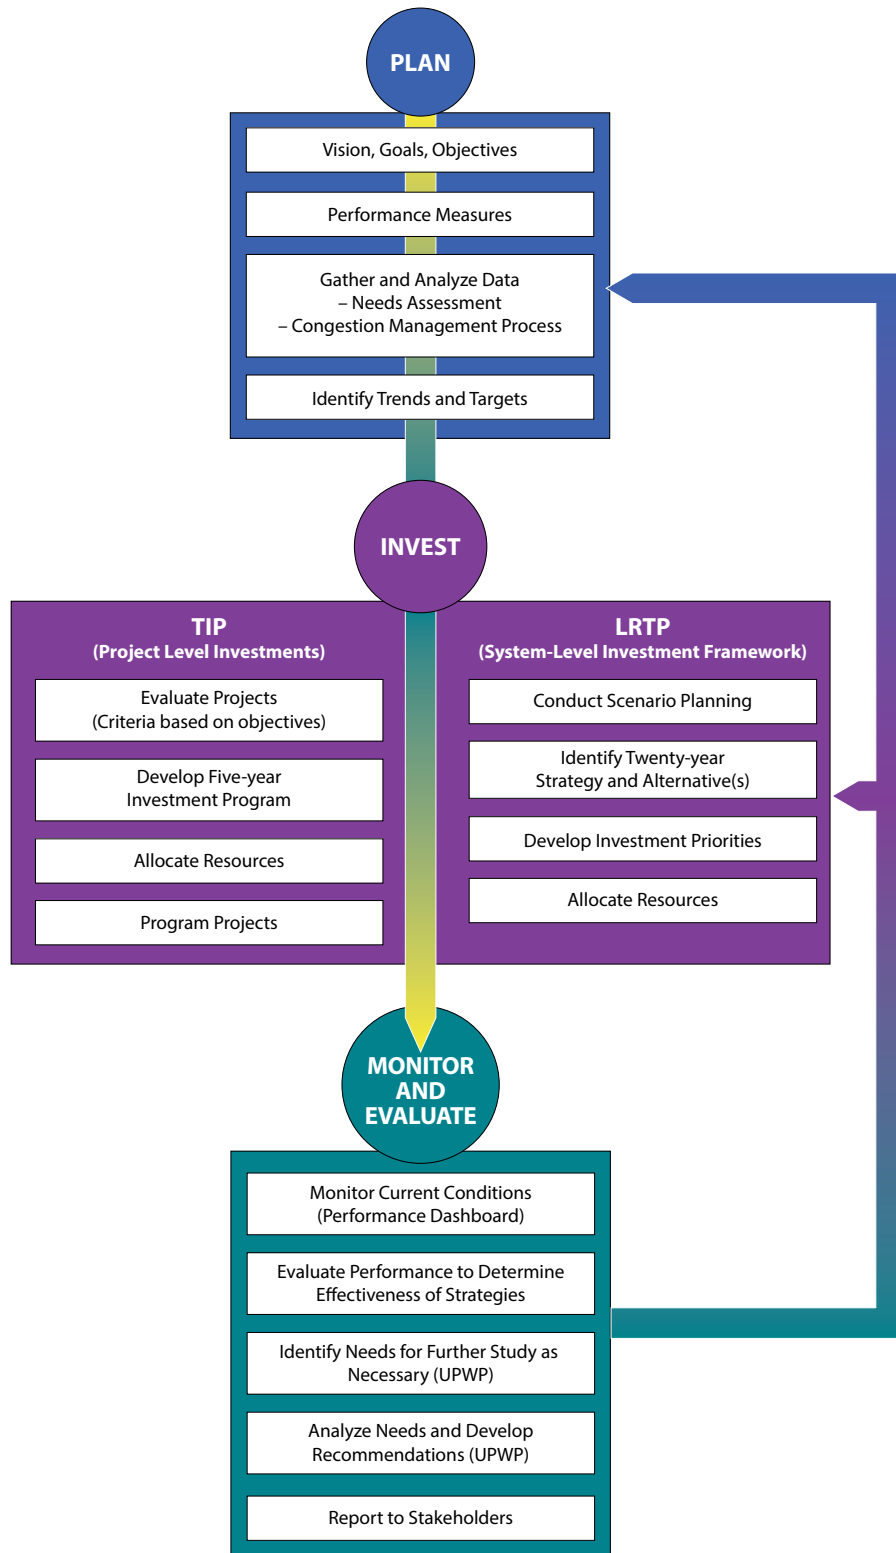 PLAN
Vision, Goals, Objectives
Performance Measures
Gather and Analyze Data
– Needs Assessment
– Congestion Management Process
Identify Trends and Targets
INVEST
TIP
(Project Level Investments)
Evaluate Projects
(Criteria based on objectives)
Develop Five-year
Investment Program
Allocate Resources
Program Projects
LRTP
(System-Level Investment Framework)
Conduct Scenario Planning
Identify Twenty-year
Strategy and Alternative(s)
Develop Investment Priorities
Allocate Resources
MONITOR
AND
EVALUATE
Monitor Current Conditions
(Performance Dashboard)
Evaluate Performance to Determine
Effectiveness of Strategies
Identify Needs for Further Study as
Necessary (UPWP)
Analyze Needs and Develop
Recommendations (UPWP)
Report to Stakeholders